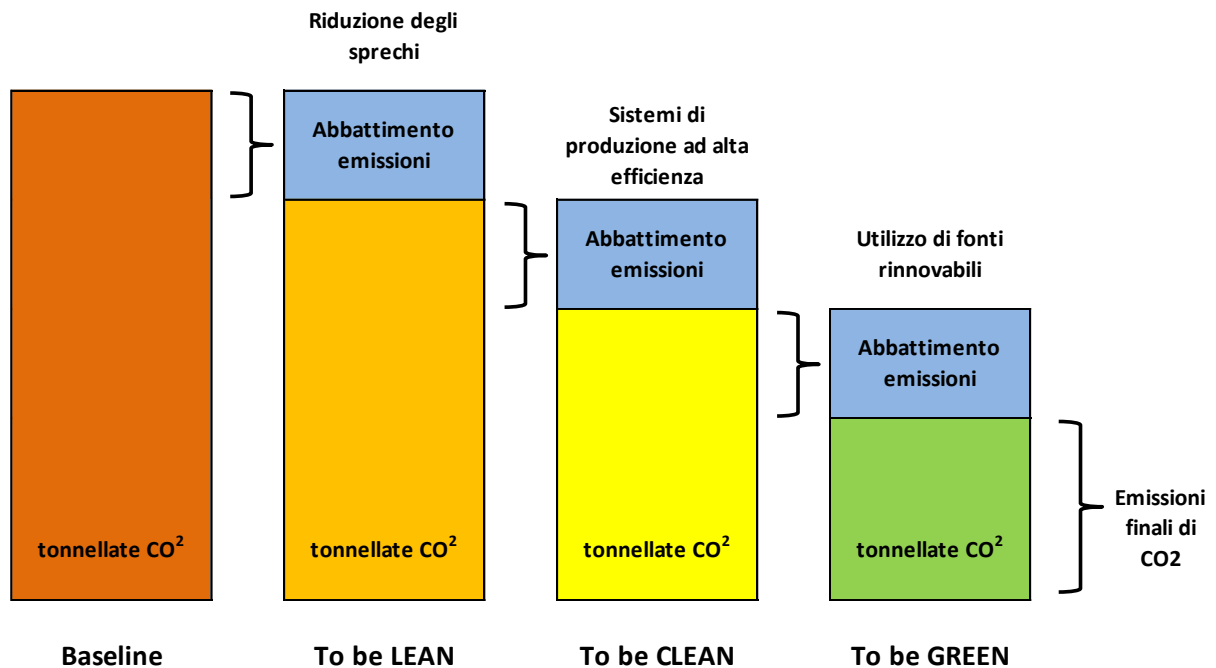 Riduzione degli
sprechi
Abbattimento
emissioni
Sistemi di
produzione ad alta
efficienza
Abbattimento
emissioni
Utilizzo di fonti
rinnovabili
Abbattimento
emissioni
tonnellate CO²
tonnellate CO²
tonnellate CO²
tonnellate CO²
Emissioni
finali di
CO2
Baseline
To be LEAN
To be CLEAN
To be GREEN